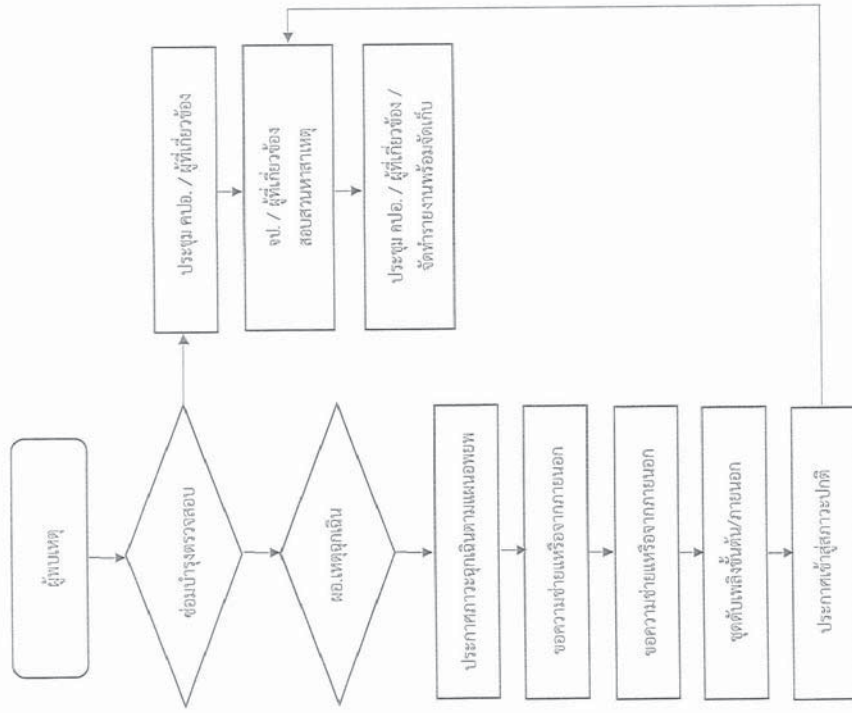 ผู้พบเหตุ
ซ่อมบำรุงตรวจสอบ
ผอ.เหตุฉุกเฉิน
ประกาศภาวะฉุกเฉินตามแผนอพยพ
ขอความช่วยเหลือจากภายนอก
ขอความช่วยเหลือจากภายนอก
ชุดดับเพลิงขั้นต้น/ภายนอก
ประกาศเข้าสู่สภาวะปกติ
ประชุม คปอ. / ผู้ที่เกี่ยวข้อง
จป. / ผู้ที่เกี่ยวข้อง
สอบสวนหาสาเหตุ
ประชุม คปอ. / ผู้ที่เกี่ยวข้อง /
จัดทำรายงานพร้อมจัดเก็บ